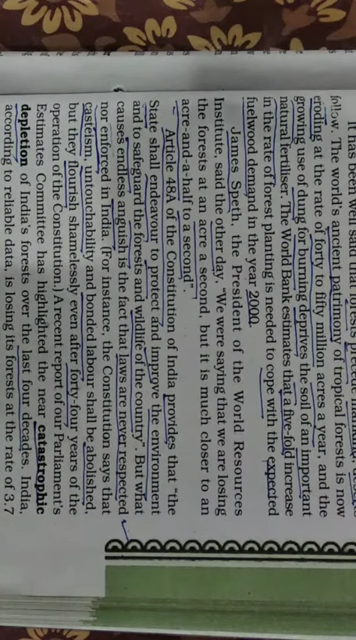 It has been well said that forests precede mankind;
follow. The world's ancient patrimony of tropical forests is now
eroding at the rate of forty to fifty million acres a year, and the
growing use of dung for burning deprives the soil of an important
natural fertiliser. The World Bank estimates that a five-fold increase
in the rate of forest planting is needed to cope with the expected
fuelwood demand in the year 2000.
James Speth, the President of the World Resources
Institute, said the other day, "We were saying that we are losing
the forests at an acre a second, but it is much closer to an
acre-and-a-half to a second".
Article 48A of the Constitution of India provides that "the
State shall endeavour to protect and improve the environment
and to safeguard the forests and wildlife of the country". But what
causes endless anguish is the fact that laws are never respected
nor enforced in India. (For instance, the Constitution says that
casteism, untouchability and bonded labour shall be abolished,
but they flourish shamelessly even after forty-four years of the
operation of the Constitution.) A recent report of our Parliament's
Estimates Committee has highlighted the near catastrophic
depletion of India's forests over the last four decades. India,
according to reliable data, is losing its forests at the rate of 3.7